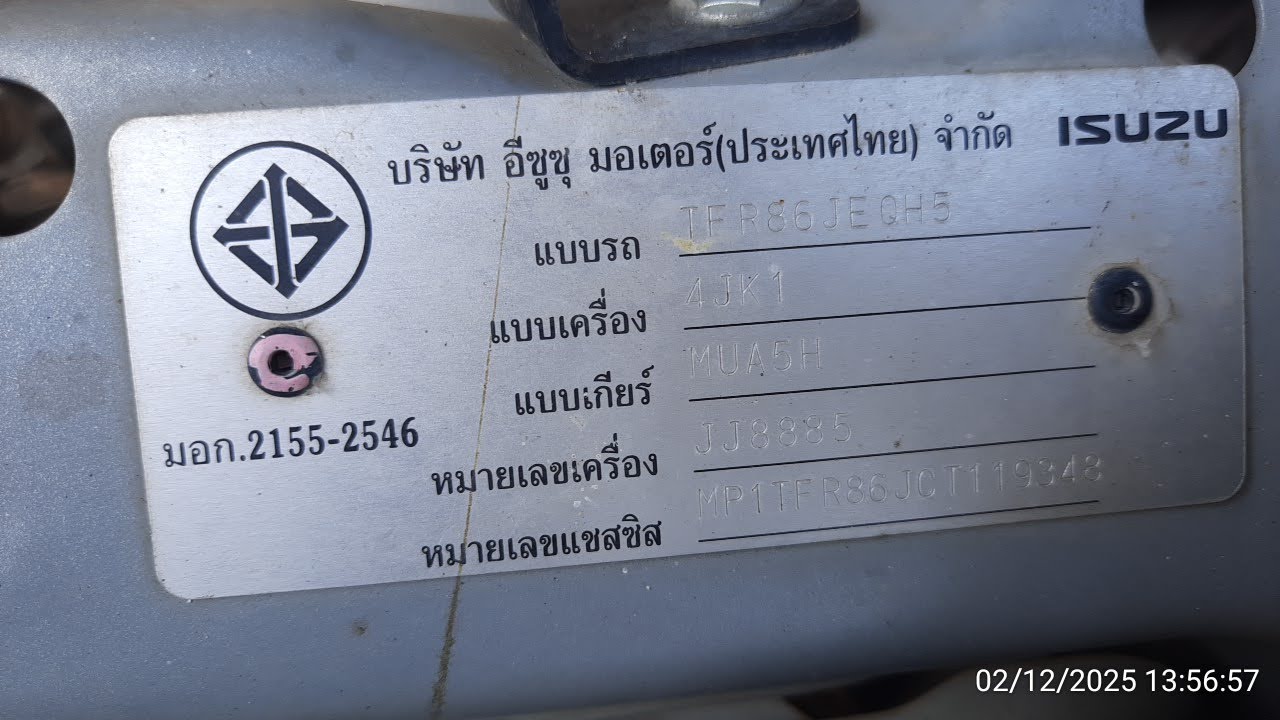 บริษัท อีซูซุ มอเตอร์(ประเทศไทย) จำกัด ISUZU
แบบรถ TFR86JEQH5
แบบเครื่อง 4JK1
แบบเกียร์ MUA5H
มอก.2155-2546
หมายเลขเครื่อง JJ8885
หมายเลขแชสซิส MP1TFR86JCT119348
02/12/2025 13:56:57